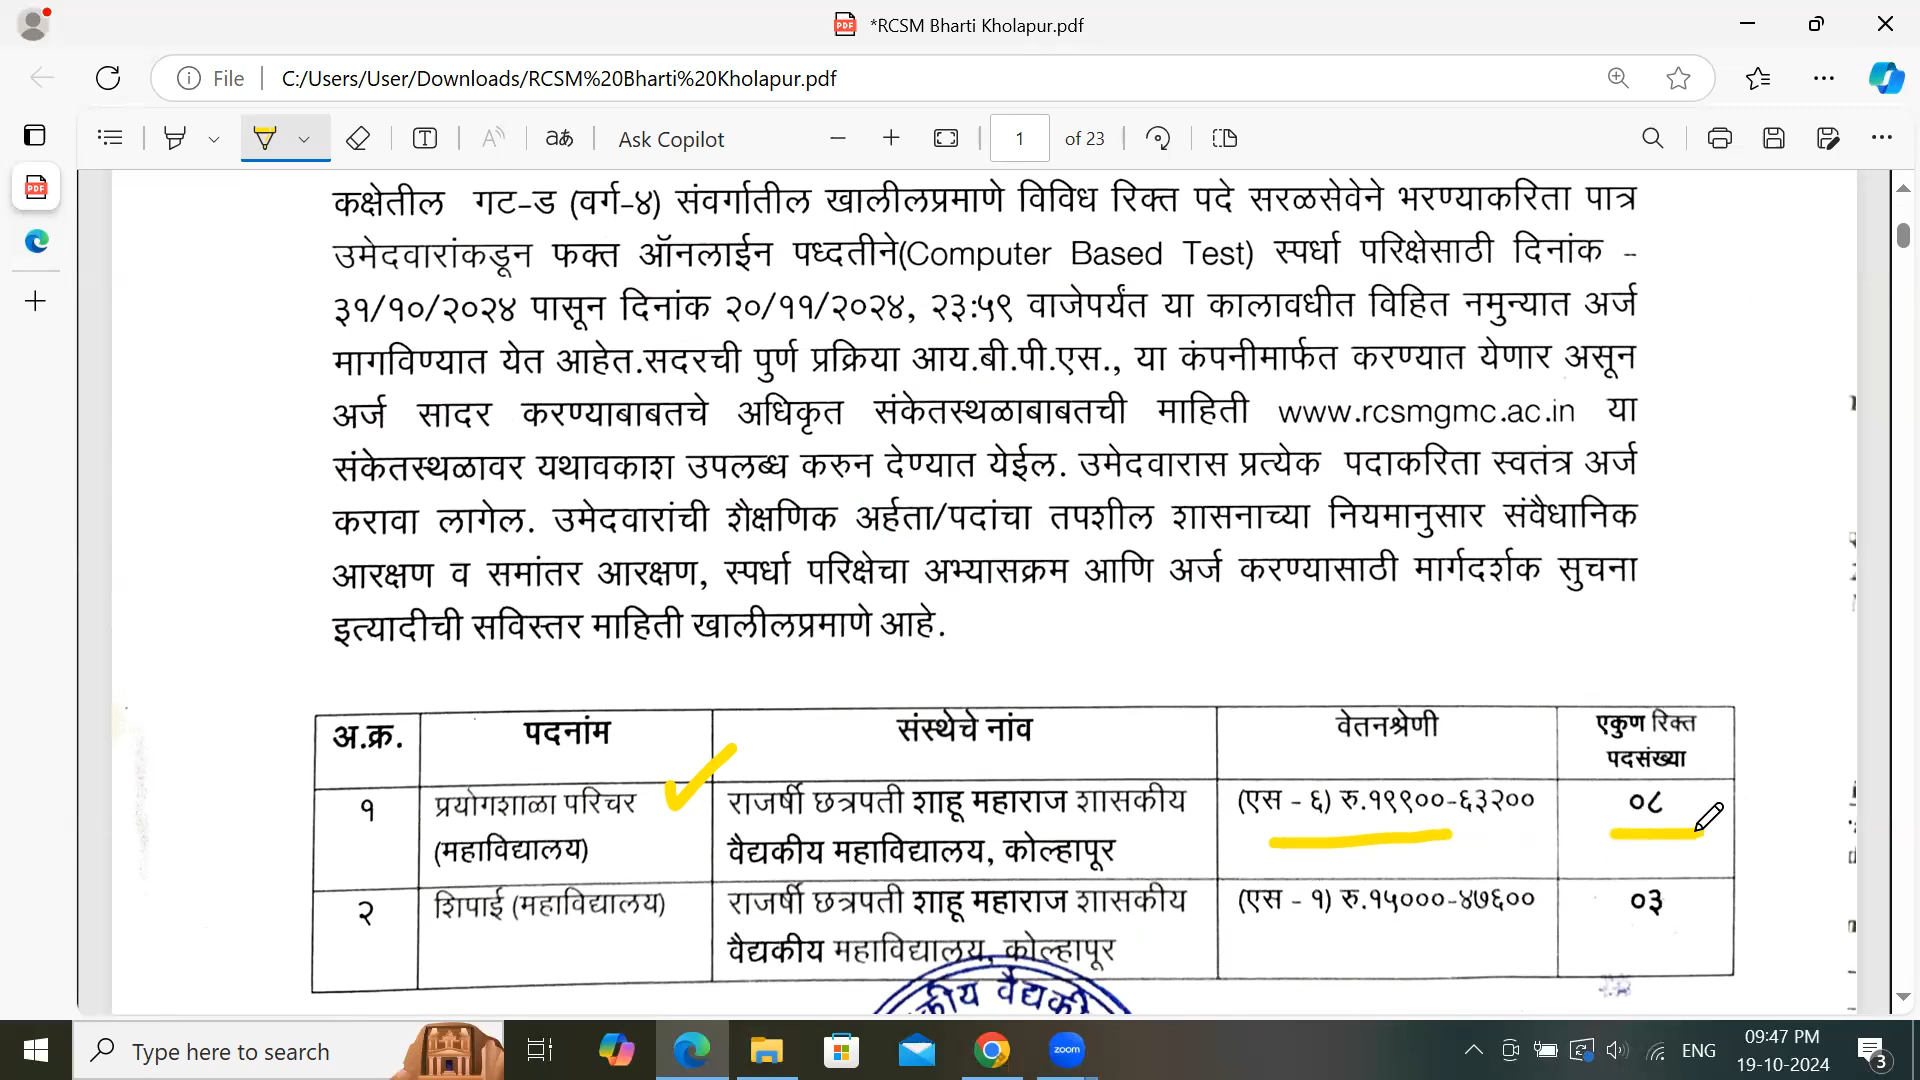 *RCSM Bharti Kholapur.pdf
File
C:/Users/User/Downloads/RCSM%20Bharti%20Kholapur.pdf
Ask Copilot
1
of 23
कक्षेतील गट-ड (वर्ग-४) संवर्गातील खालीलप्रमाणे विविध रिक्त पदे सरळसेवेने भरण्याकरिता पात्र
उमेदवारांकडून फक्त ऑनलाईन पध्दतीने(Computer Based Test) स्पर्धा परिक्षेसाठी दिनांक -
३१/१०/२०२४ पासून दिनांक २०/११/२०२४, २३:५९ वाजेपर्यंत या कालावधीत विहित नमुन्यात अर्ज
मागविण्यात येत आहेत.सदरची पुर्ण प्रक्रिया आय.बी.पी.एस., या कंपनीमार्फत करण्यात येणार असून
अर्ज सादर करण्याबाबतचे अधिकृत संकेतस्थळाबाबतची माहिती www.rcsmgmc.ac.in या
संकेतस्थळावर यथावकाश उपलब्ध करुन देण्यात येईल. उमेदवारास प्रत्येक पदाकरिता स्वतंत्र अर्ज
करावा लागेल. उमेदवारांची शैक्षणिक अर्हता/पदांचा तपशील शासनाच्या नियमानुसार संवैधानिक
आरक्षण व समांतर आरक्षण, स्पर्धा परिक्षेचा अभ्यासक्रम आणि अर्ज करण्यासाठी मार्गदर्शक सुचना
इत्यादीची सविस्तर माहिती खालीलप्रमाणे आहे.
अ.क्र. पदनांम संस्थेचे नांव वेतनश्रेणी एकुण रिक्त
पदसंख्या
१ प्रयोगशाळा परिचर राजर्षी छत्रपती शाहू महाराज शासकीय (एस - ६) रु.१९९००-६३२०० ०८
(महाविद्यालय) वैद्यकीय महाविद्यालय, कोल्हापूर
२ शिपाई (महाविद्यालय) राजर्षी छत्रपती शाहू महाराज शासकीय (एस - १) रु.१५०००-४७६०० ०३
वैद्यकीय महाविद्यालय, कोल्हापूर
Type here to search
zoom
ENG
09:47 PM
19-10-2024
3